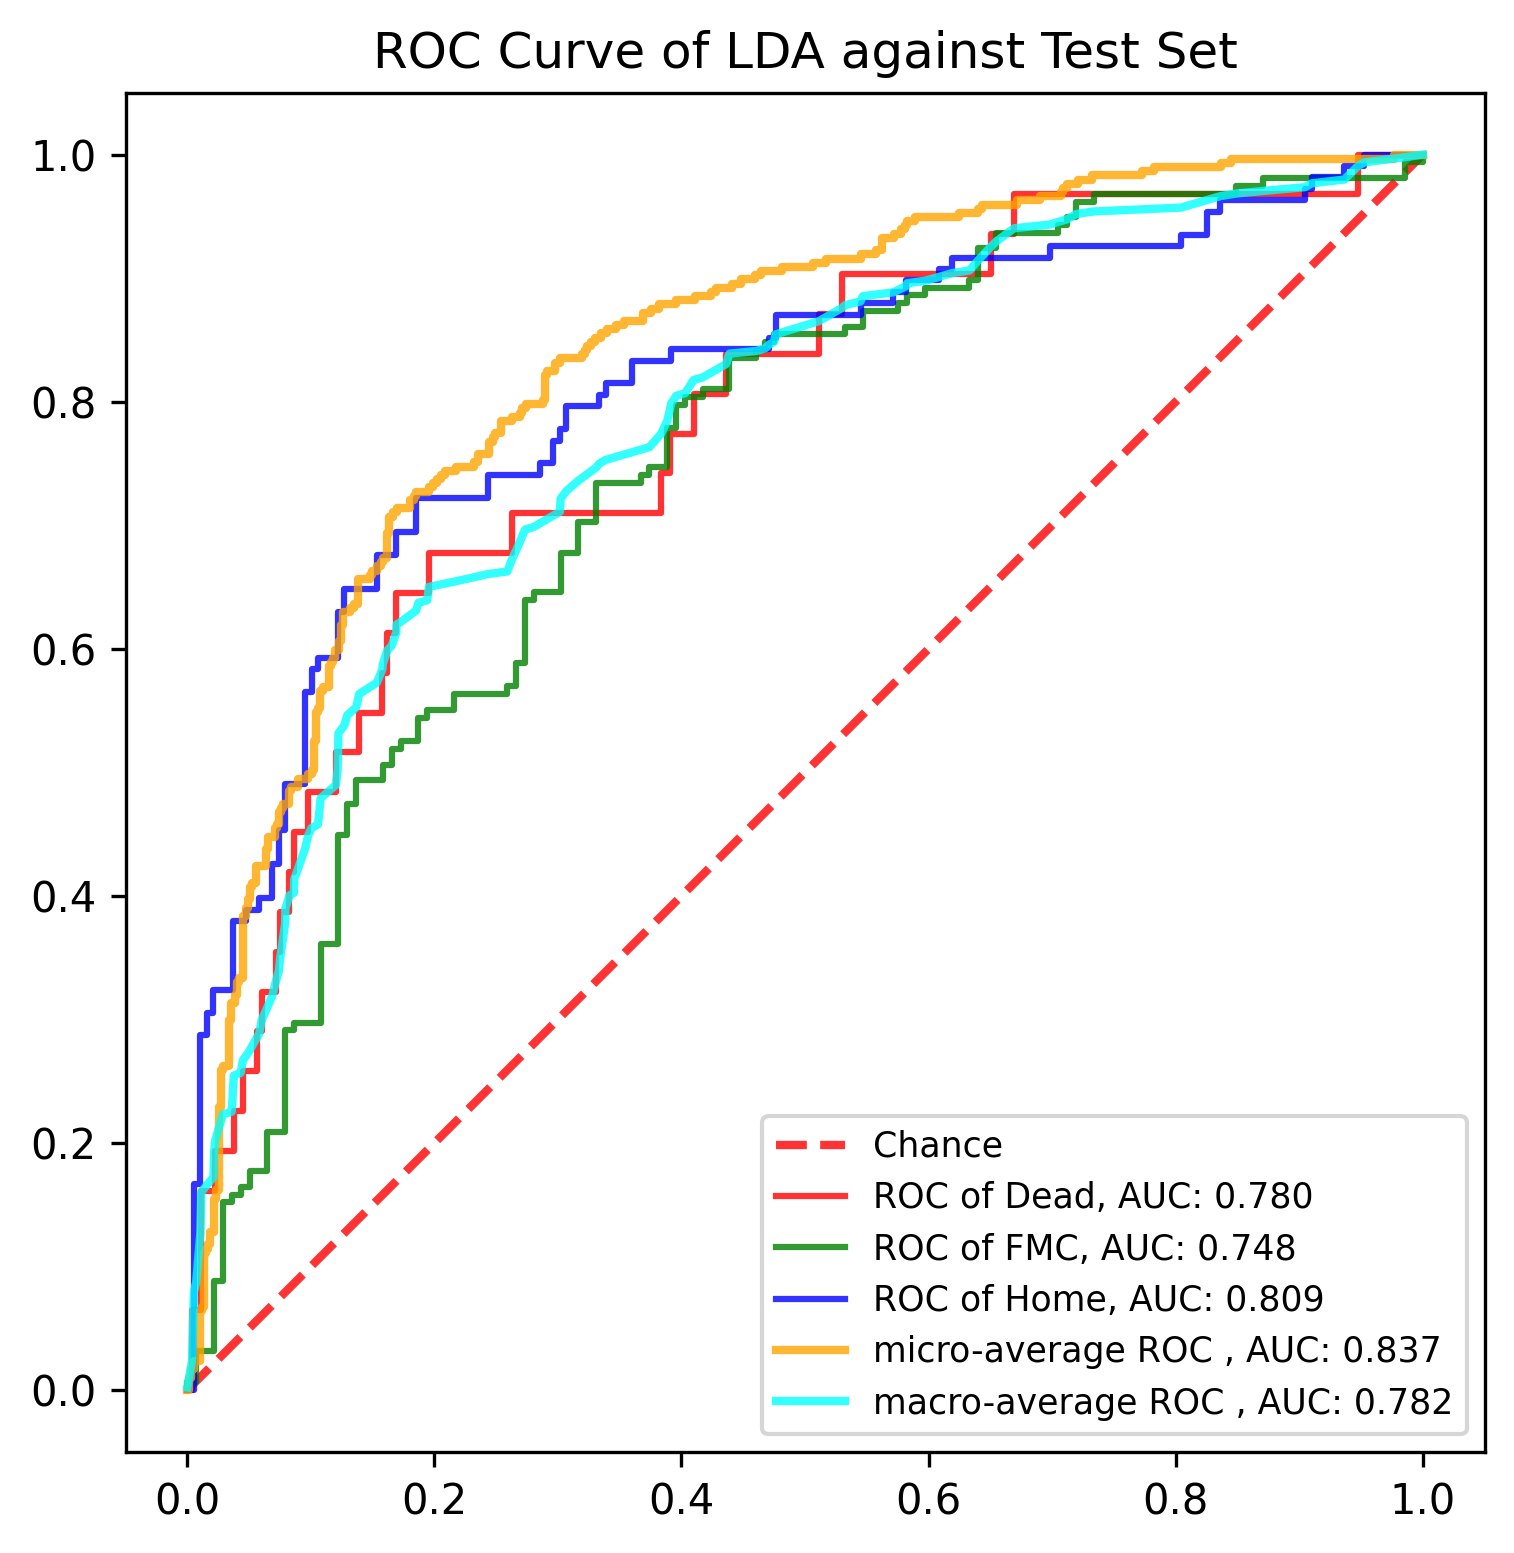 ROC Curve of LDA against Test Set
1.0
0.8
0.6
0.4
0.2
0.0
Chance
ROC of Dead, AUC: 0.780
ROC of FMC, AUC: 0.748
ROC of Home, AUC: 0.809
micro-average ROC , AUC: 0.837
macro-average ROC , AUC: 0.782
0.0 0.2 0.4 0.6 0.8 1.0